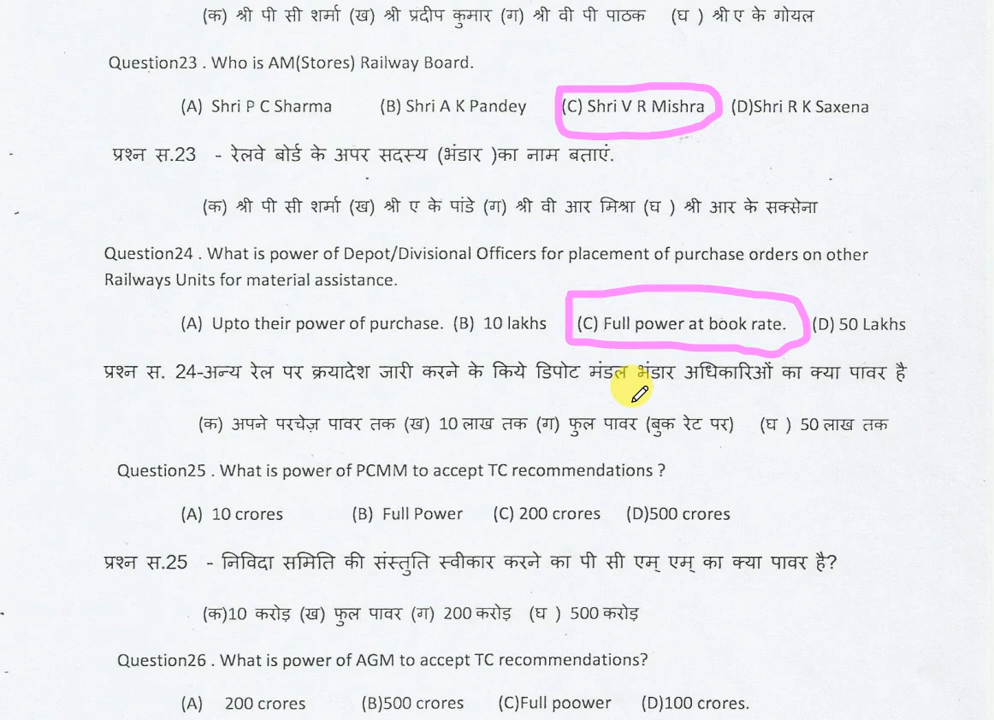 (क) श्री पी सी शर्मा (ख) श्री प्रदीप कुमार (ग) श्री वी पी पाठक (घ ) श्री ए के गोयल
Question23 . Who is AM(Stores) Railway Board.
(A) Shri P C Sharma (B) Shri A K Pandey (C) Shri V R Mishra (D)Shri R K Saxena
प्रश्न स.23 - रेलवे बोर्ड के अपर सदस्य (भंडार )का नाम बताएं.
(क) श्री पी सी शर्मा (ख) श्री ए के पांडे (ग) श्री वी आर मिश्रा (घ ) श्री आर के सक्सेना
Question24 . What is power of Depot/Divisional Officers for placement of purchase orders on other
Railways Units for material assistance.
(A) Upto their power of purchase. (B) 10 lakhs (C) Full power at book rate. (D) 50 Lakhs
प्रश्न स. 24-अन्य रेल पर क्रयादेश जारी करने के किये डिपोट मंडल भंडार अधिकारिओं का क्या पावर है
(क) अपने परचेज़ पावर तक (ख) 10 लाख तक (ग) फुल पावर (बुक रेट पर) (घ ) 50 लाख तक
Question25 . What is power of PCMM to accept TC recommendations ?
(A) 10 crores (B) Full Power (C) 200 crores (D)500 crores
प्रश्न स.25 - निविदा समिति की संस्तुति स्वीकार करने का पी सी एम् एम् का क्या पावर है?
(क)10 करोड़ (ख) फुल पावर (ग) 200 करोड़ (घ ) 500 करोड़
Question26 . What is power of AGM to accept TC recommendations?
(A) 200 crores (B)500 crores (C)Full poower (D)100 crores.